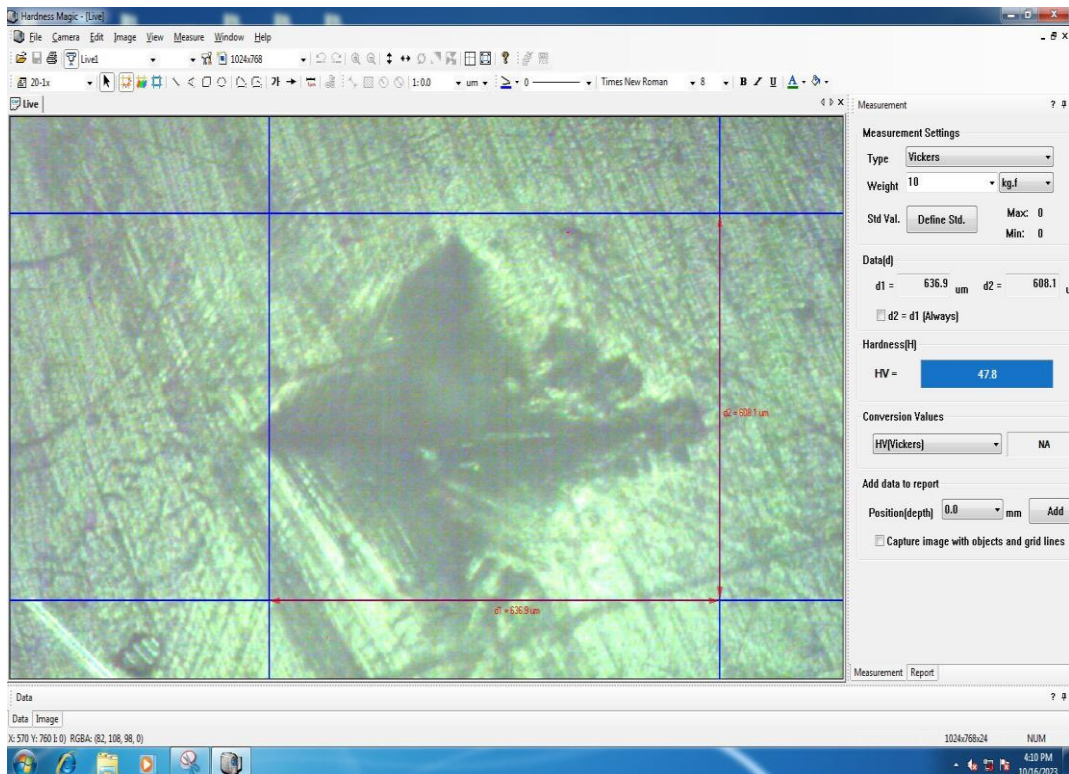 Hardness Magic - [Live]
File Camera Edit Image View Measure Window Help
Live1 1024x768
20-1x 1:0.0 um 0 Times New Roman 8 B I U A
Live
d2 = 608.1 um
d1 = 636.9 um
Measurement
Measurement Settings
Type Vickers
Weight 10 kg.f
Std Val. Define Std. Max: 0
Min: 0
Data(d)
d1 = 636.9 um d2 = 608.1
d2 = d1 (Always)
Hardness(H)
HV = 47.8
Conversion Values
HV(Vickers) NA
Add data to report
Position(depth) 0.0 mm Add
Capture image with objects and grid lines
Measurement Report
Data
Data Image
X: 570 Y: 760 RGBA: (82, 108, 98, 0) 1024x768x24 NUM
4:10 PM
10/16/2023